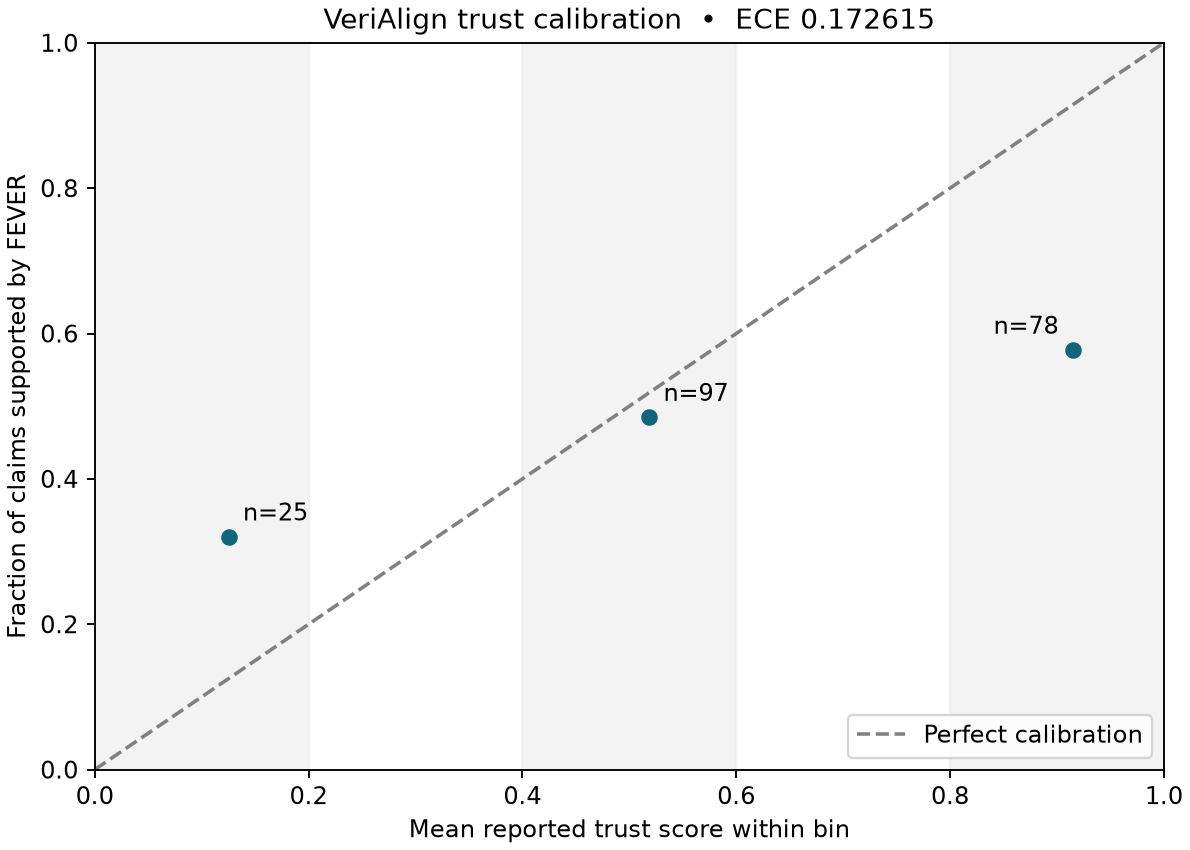 VeriAlign trust calibration • ECE 0.172615
Fraction of claims supported by FEVER
1.0
0.8
0.6
0.4
0.2
0.0
n=78
n=97
n=25
Perfect calibration
0.0 0.2 0.4 0.6 0.8 1.0
Mean reported trust score within bin